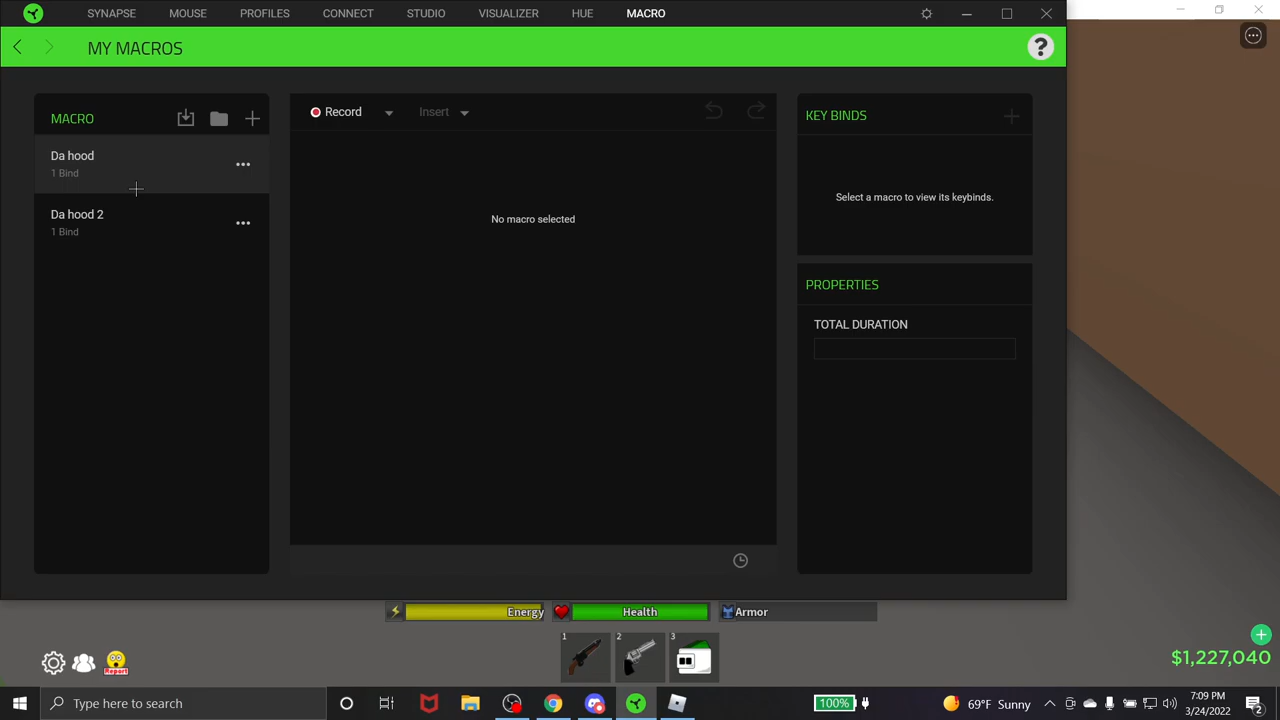 SYNAPSE MOUSE PROFILES CONNECT STUDIO VISUALIZER HUE MACRO
MY MACROS
?
MACRO
Record Insert
KEY BINDS
Da hood
1 Bind
Da hood 2
1 Bind
No macro selected
Select a macro to view its keybinds.
PROPERTIES
TOTAL DURATION
Energy Health Armor
1 2 3
Report
$1,227,040
Type here to search
100%
69°F Sunny
7:09 PM
3/24/2022
2